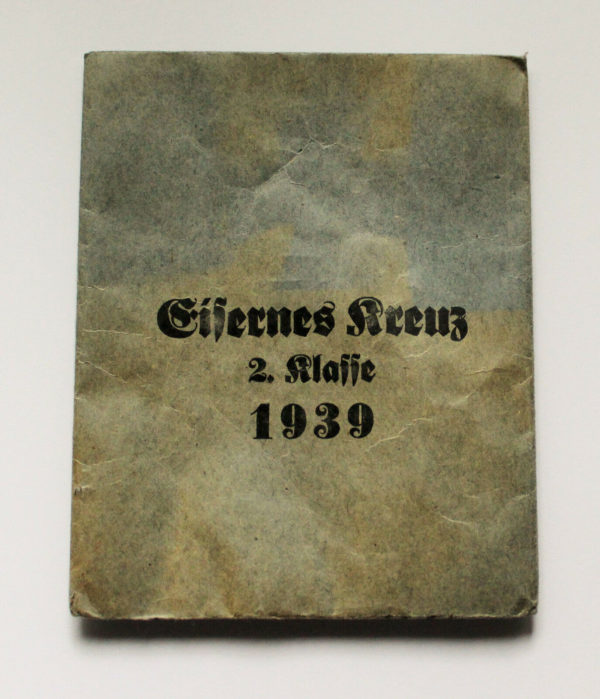 Eisernes Kreuz
2. Klasse
1939